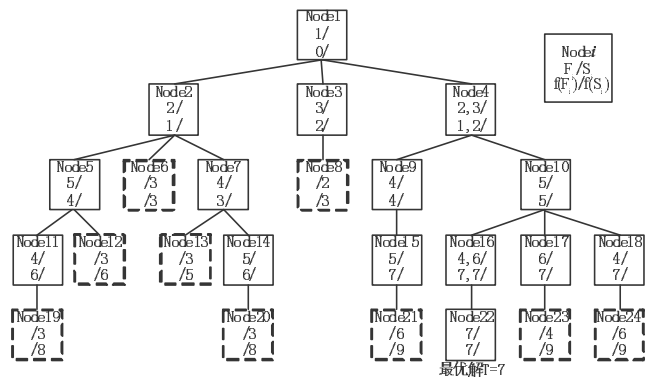 Node1
1/
0/
Nodei
F /S
f(F )/f(S )
Node2
2/
1/
Node3
3/
2/
Node4
2,3/
1,2/
Node5
5/
4/
Node6
/3
/3
Node7
4/
3/
Node8
/2
/3
Node9
4/
4/
Node10
5/
5/
Node11
4/
6/
Node12
/3
/6
Node13
/3
/5
Node14
5/
6/
Node15
5/
7/
Node16
4,6/
7,7/
Node17
6/
7/
Node18
4/
7/
Node19
/3
/8
Node20
/3
/8
Node21
/6
/9
Node22
7/
7/
Node23
/4
/9
Node24
/6
/9
最优解T=7